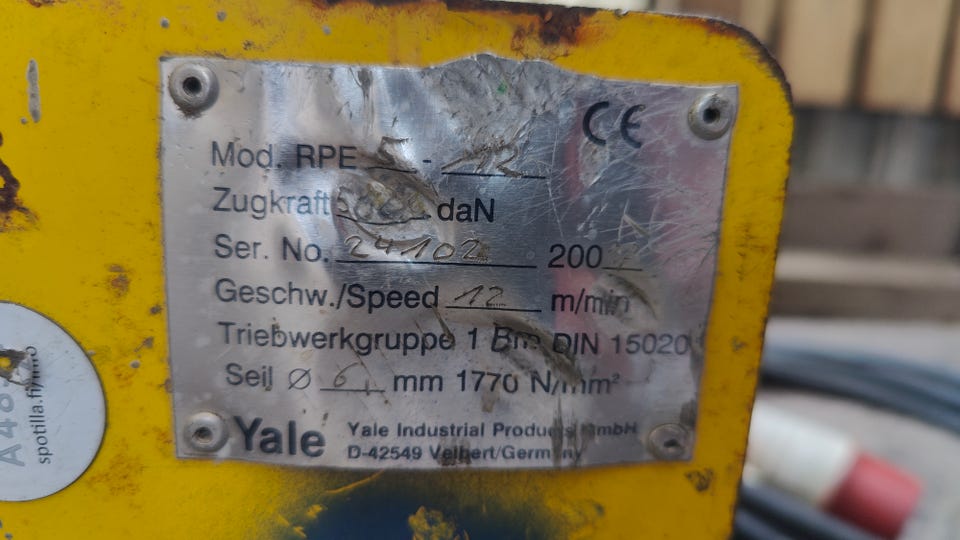 CE
Mod. RPE 5 - 12
Zugkraft daN
Ser. No. 24102 200
Geschw./Speed 12 m/min
Triebwerkgruppe 1 Bm DIN 15020
Seil Ø 6 mm 1770 N/mm²
Yale
Yale Industrial Products GmbH
D-42549 Velbert/Germany
spotilla.fi/